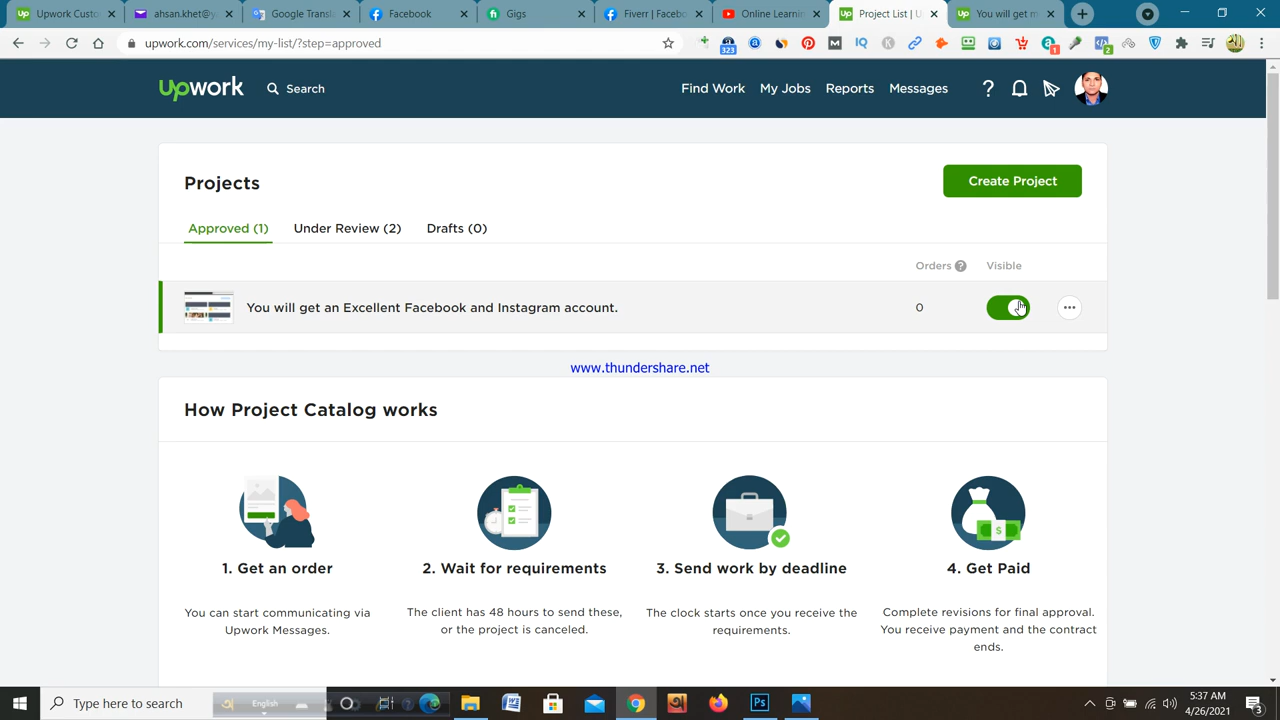 Upwork Custo
ahsan.khet@y
Google Transl
Facebook
Gigs
Fiverr | Facebo
Online Learnin
Project List | U
You will get m
upwork.com/services/my-list/?step=approved
323
1
2
upwork
Search
Find Work
My Jobs
Reports
Messages
?
Projects
Create Project
Approved (1)
Under Review (2)
Drafts (0)
Orders ?
Visible
You will get an Excellent Facebook and Instagram account.
0
www.thundershare.net
How Project Catalog works
1. Get an order
2. Wait for requirements
3. Send work by deadline
4. Get Paid
You can start communicating via
Upwork Messages.
The client has 48 hours to send these,
or the project is canceled.
The clock starts once you receive the
requirements.
Complete revisions for final approval.
You receive payment and the contract
ends.
Type here to search
English
5:37 AM
4/26/2021
3